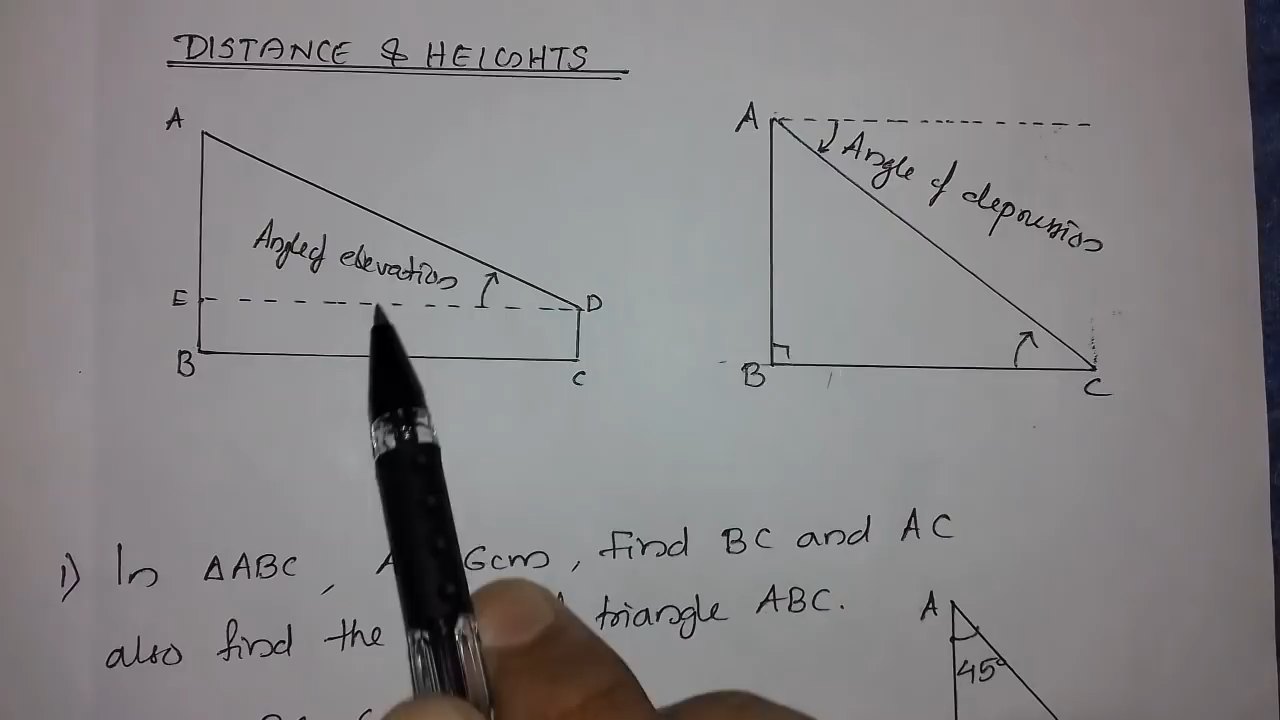 DISTANCE & HEIGHTS
A
Angle of elevation
E
D
B
C
A
Angle of depression
B
C
1) In ΔABC, A 6cm, find BC and AC
also find the triangle ABC.
A
45°